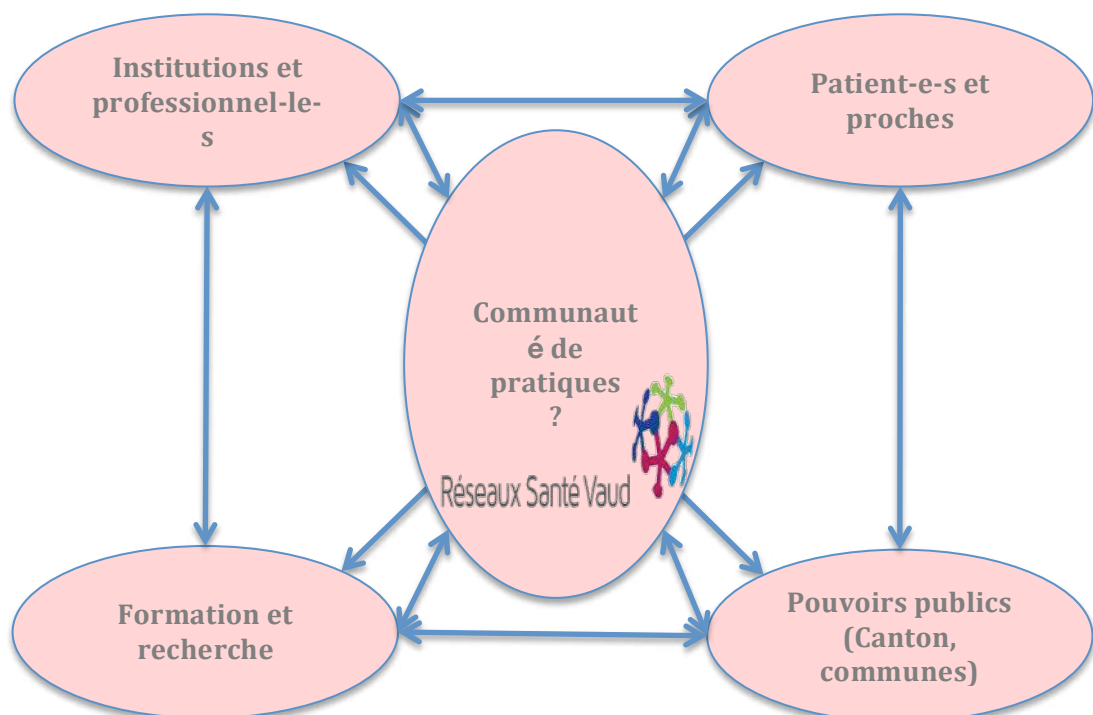 Institutions et
professionnel-le-
s
Patient-e-s et
proches
Communaut
é de
pratiques
?
Réseaux Santé Vaud
Formation et
recherche
Pouvoirs publics
(Canton,
communes)